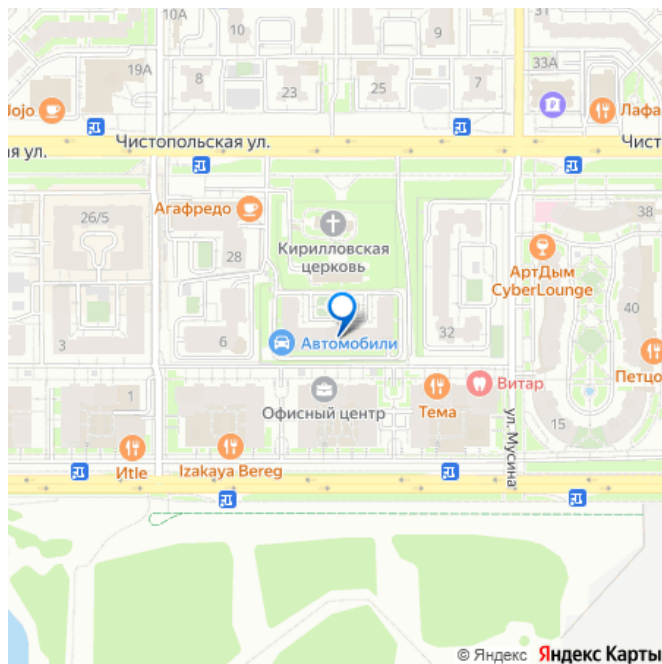 10А
10
9
31
19А
8
23
25
7
33А
Jojo
Лафа
Чистопольская ул.
Чист
ая ул.
26/5
Агафредо
28
Кирилловская
церковь
38
АртДым
CyberLounge
40
3
6
Автомобили
32
Петцо
1
Офисный центр
Тема
Витар
15
ул. Мусина
Itle
Izakaya Bereg
© Яндекс Яндекс Карты